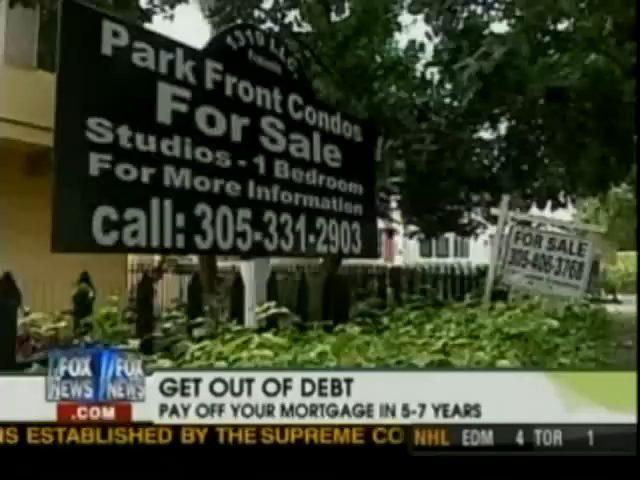 1319 LLC
Park Front Condos
For Sale
Studios - 1 Bedroom
For More Information
call: 305-331-2903
FOR SALE
305-406-3768
FOX NEWS
FOX NEWS
.COM
GET OUT OF DEBT
PAY OFF YOUR MORTGAGE IN 5-7 YEARS
IS ESTABLISHED BY THE SUPREME CO
NHL EDM 4 TOR 1